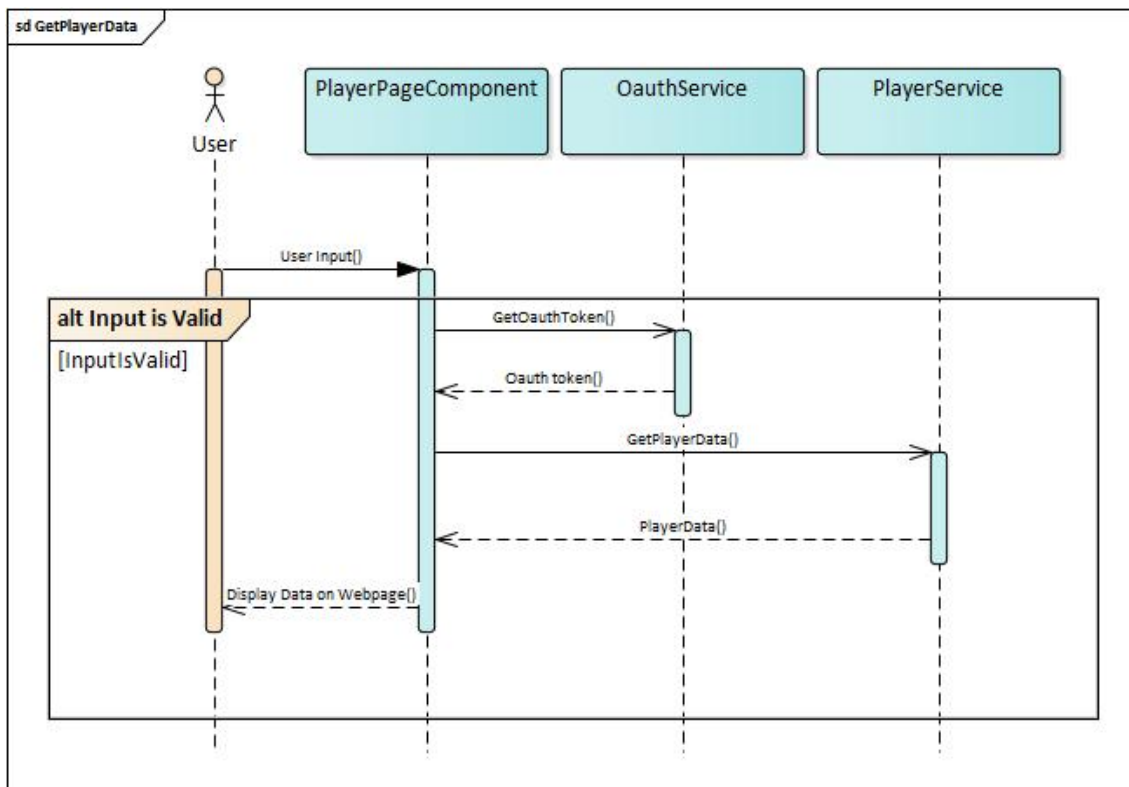 sd GetPlayerData
User
PlayerPageComponent
OauthService
PlayerService
User Input()
alt Input is Valid
[InputIsValid]
GetOauthToken()
Oauth token()
GetPlayerData()
PlayerData()
Display Data on Webpage()